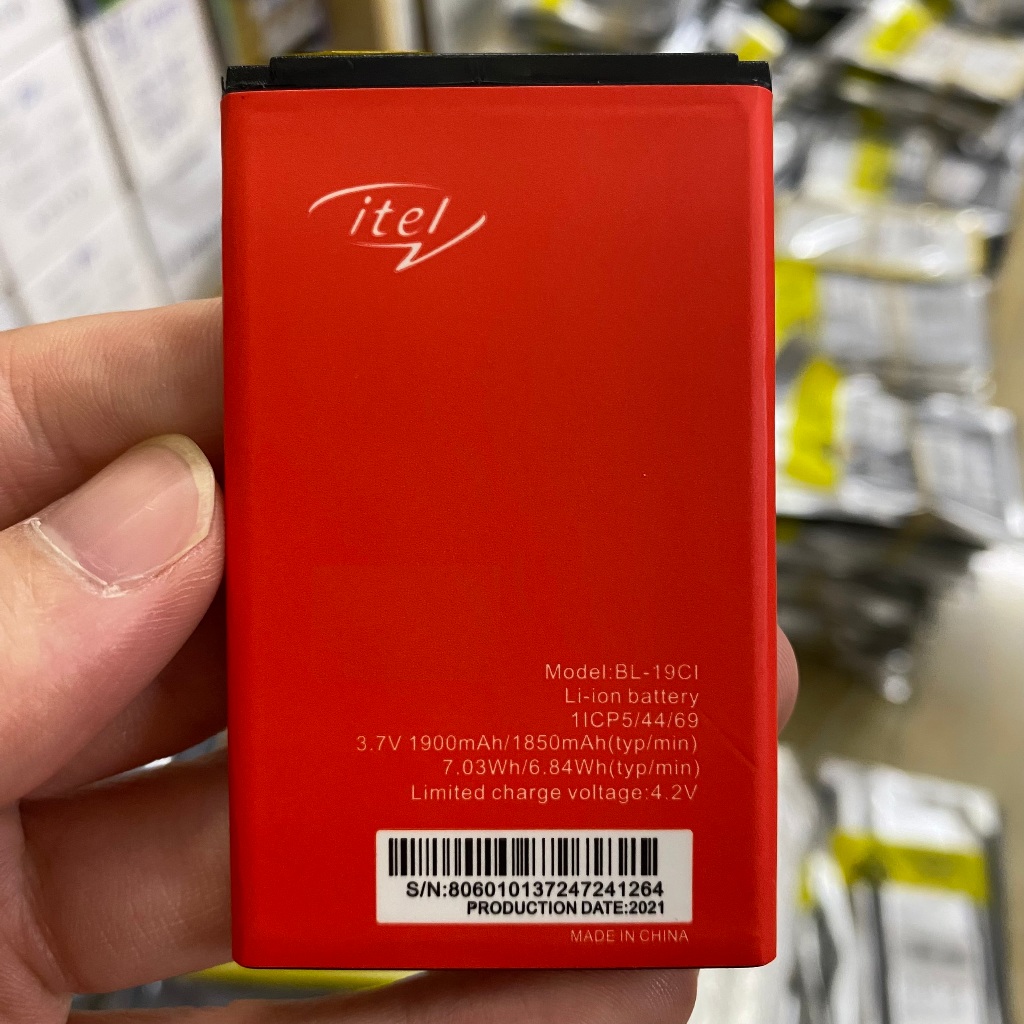 itel
Model:BL-19CI
Li-ion battery
1ICP5/44/69
3.7V 1900mAh/1850mAh(typ/min)
7.03Wh/6.84Wh(typ/min)
Limited charge voltage:4.2V
S/N:806010137247241264
PRODUCTION DATE:2021
MADE IN CHINA